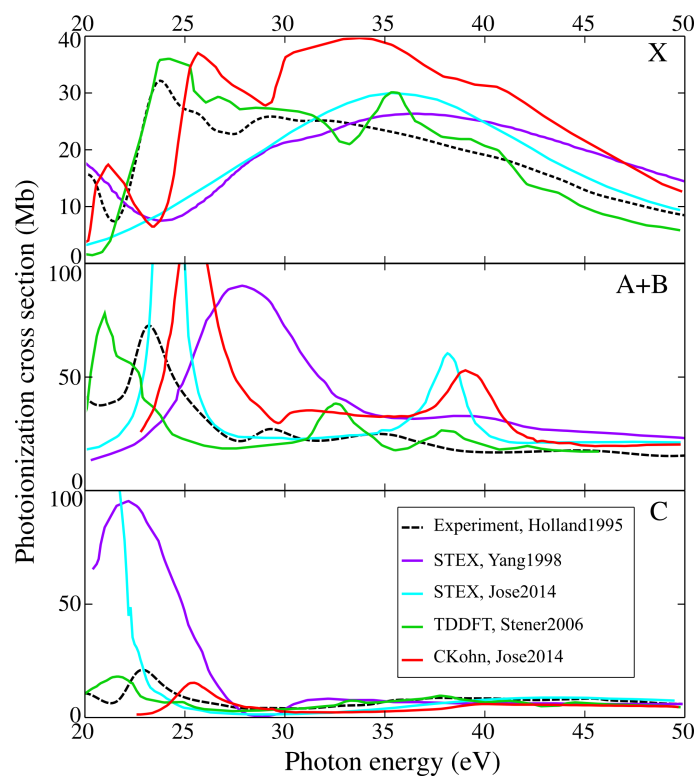 20 25 30 35 40 45 50
40
30
20
10
0
X
100
50
0
A+B
100
50
0
C
Experiment, Holland1995
STEX, Yang1998
STEX, Jose2014
TDDFT, Stener2006
CKohn, Jose2014
20 25 30 35 40 45 50
Photon energy (eV)
Photoionization cross section (Mb)